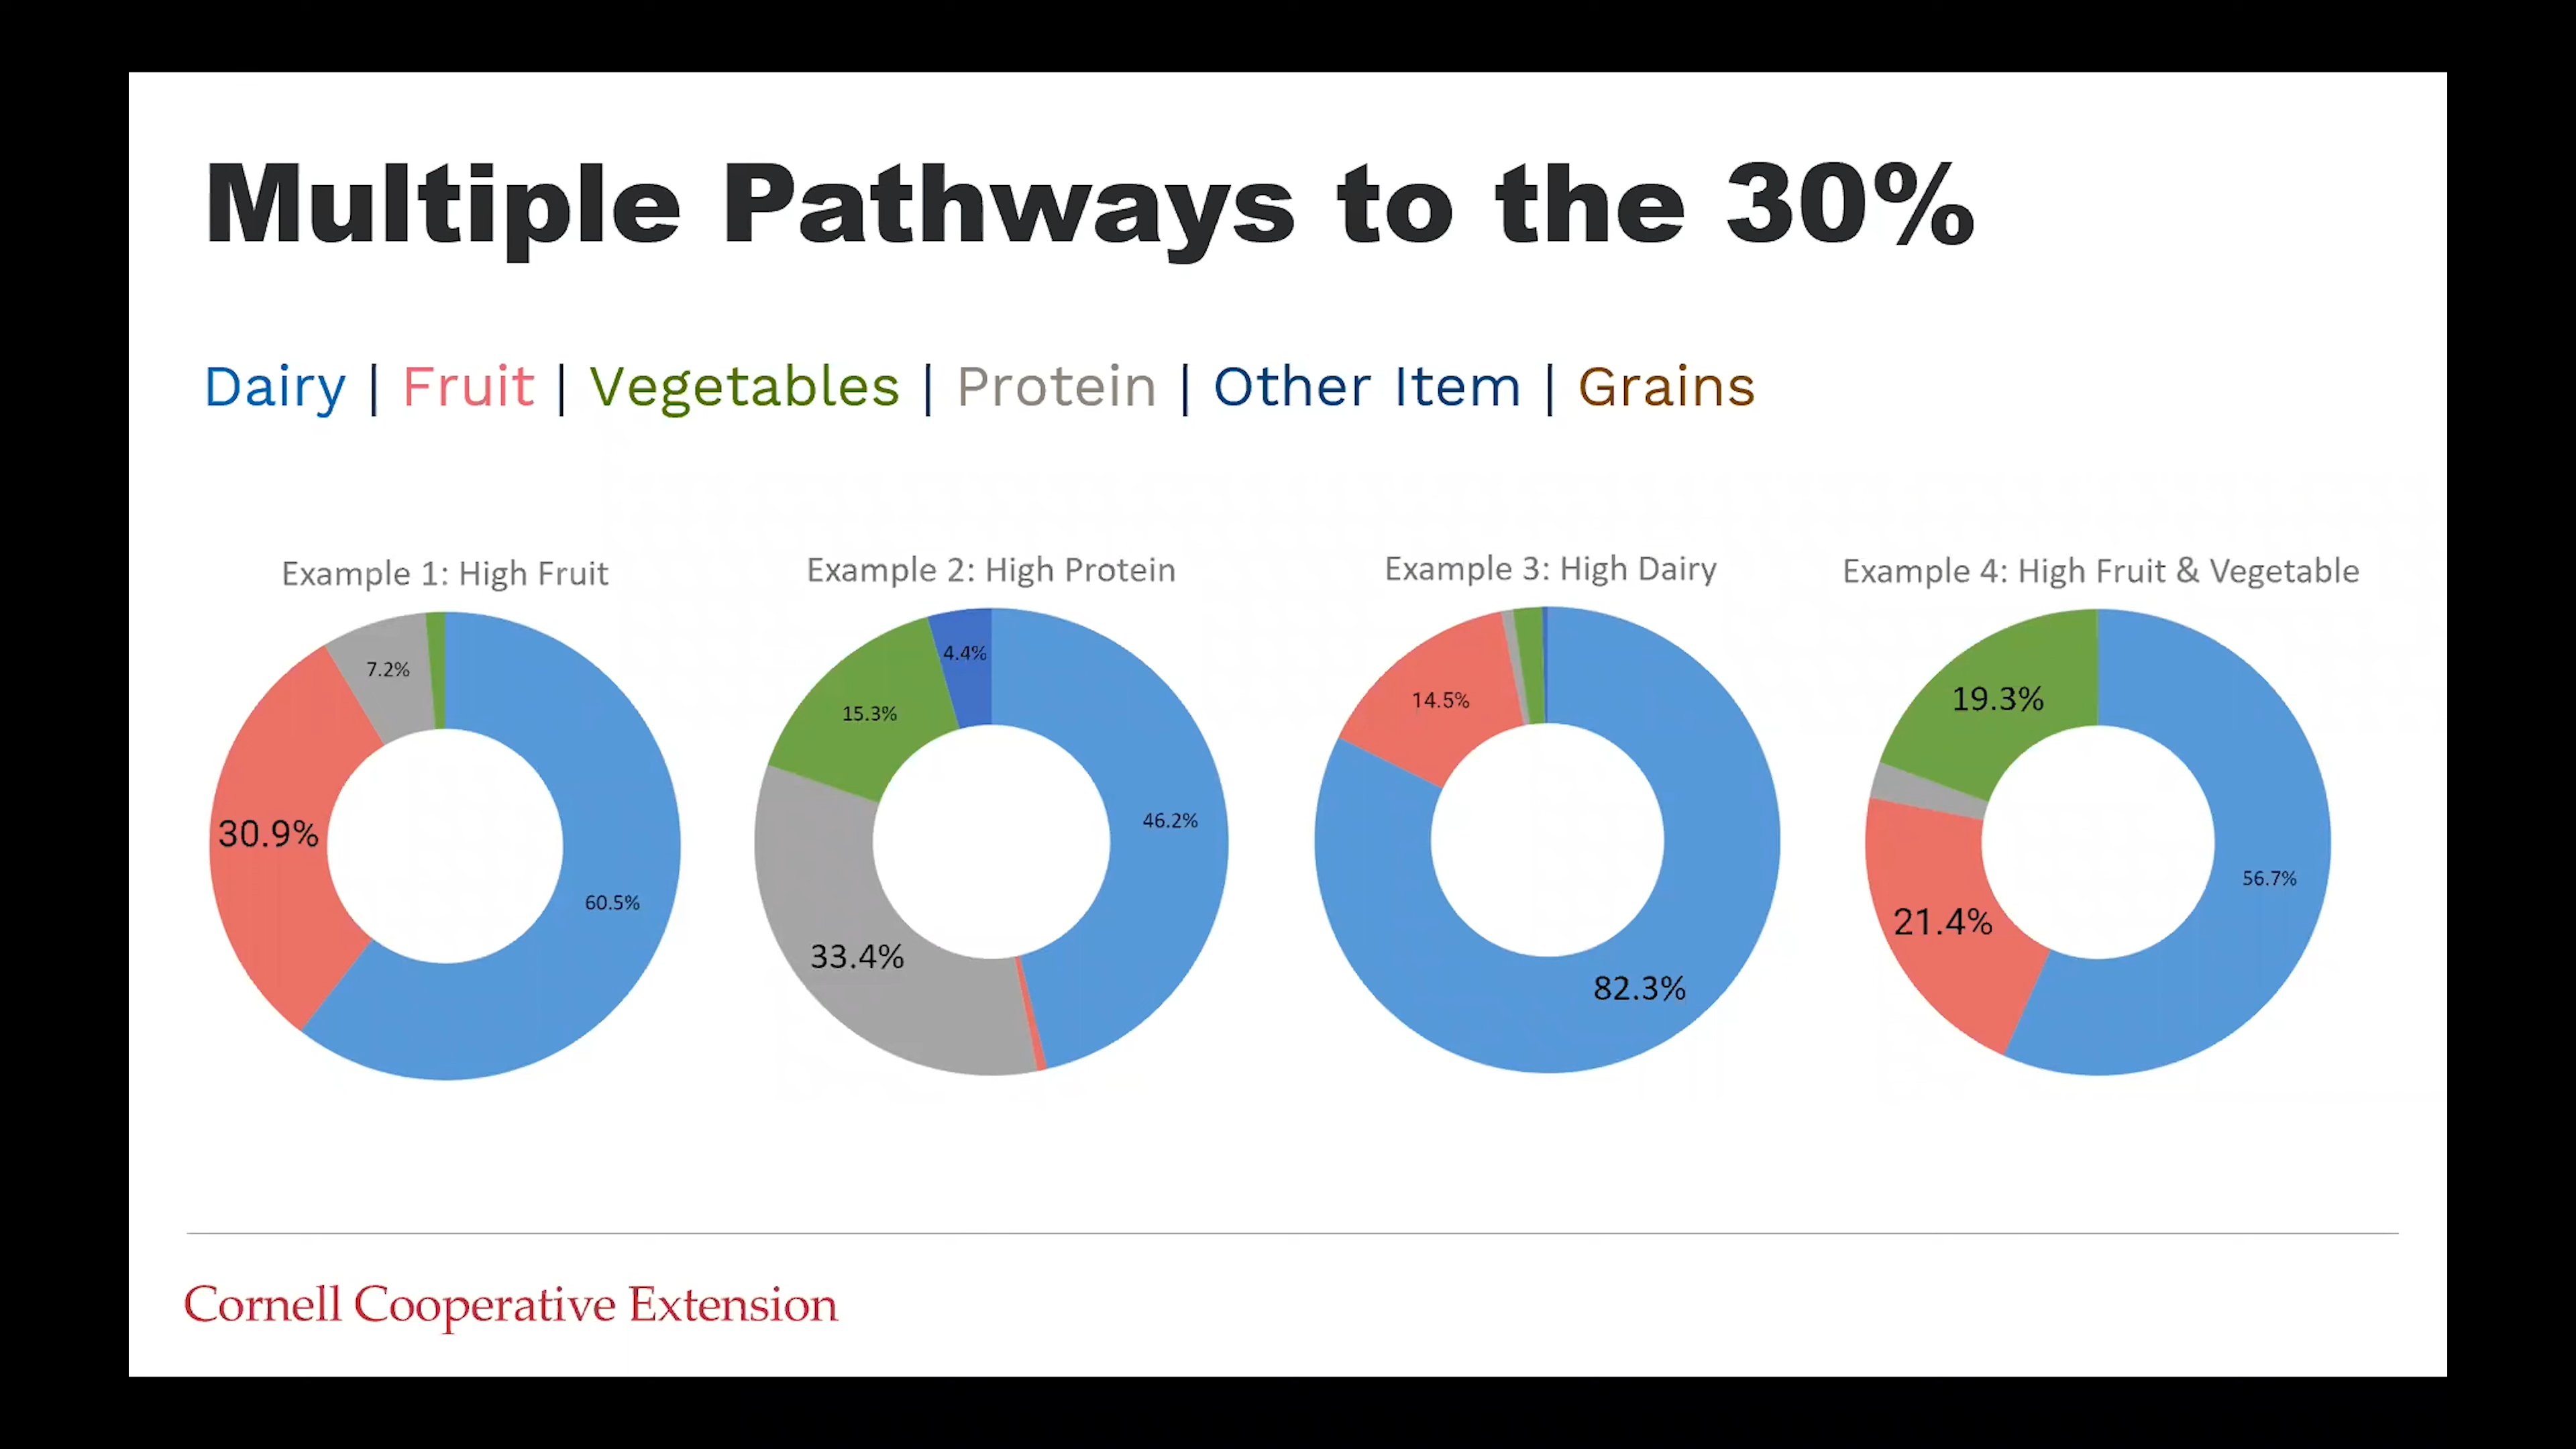 Multiple Pathways to the 30%
Dairy | Fruit | Vegetables | Protein | Other Item | Grains
Example 1: High Fruit
7.2%
30.9%
60.5%
Example 2: High Protein
4.4%
15.3%
46.2%
33.4%
Example 3: High Dairy
14.5%
82.3%
Example 4: High Fruit & Vegetable
19.3%
56.7%
21.4%
Cornell Cooperative Extension